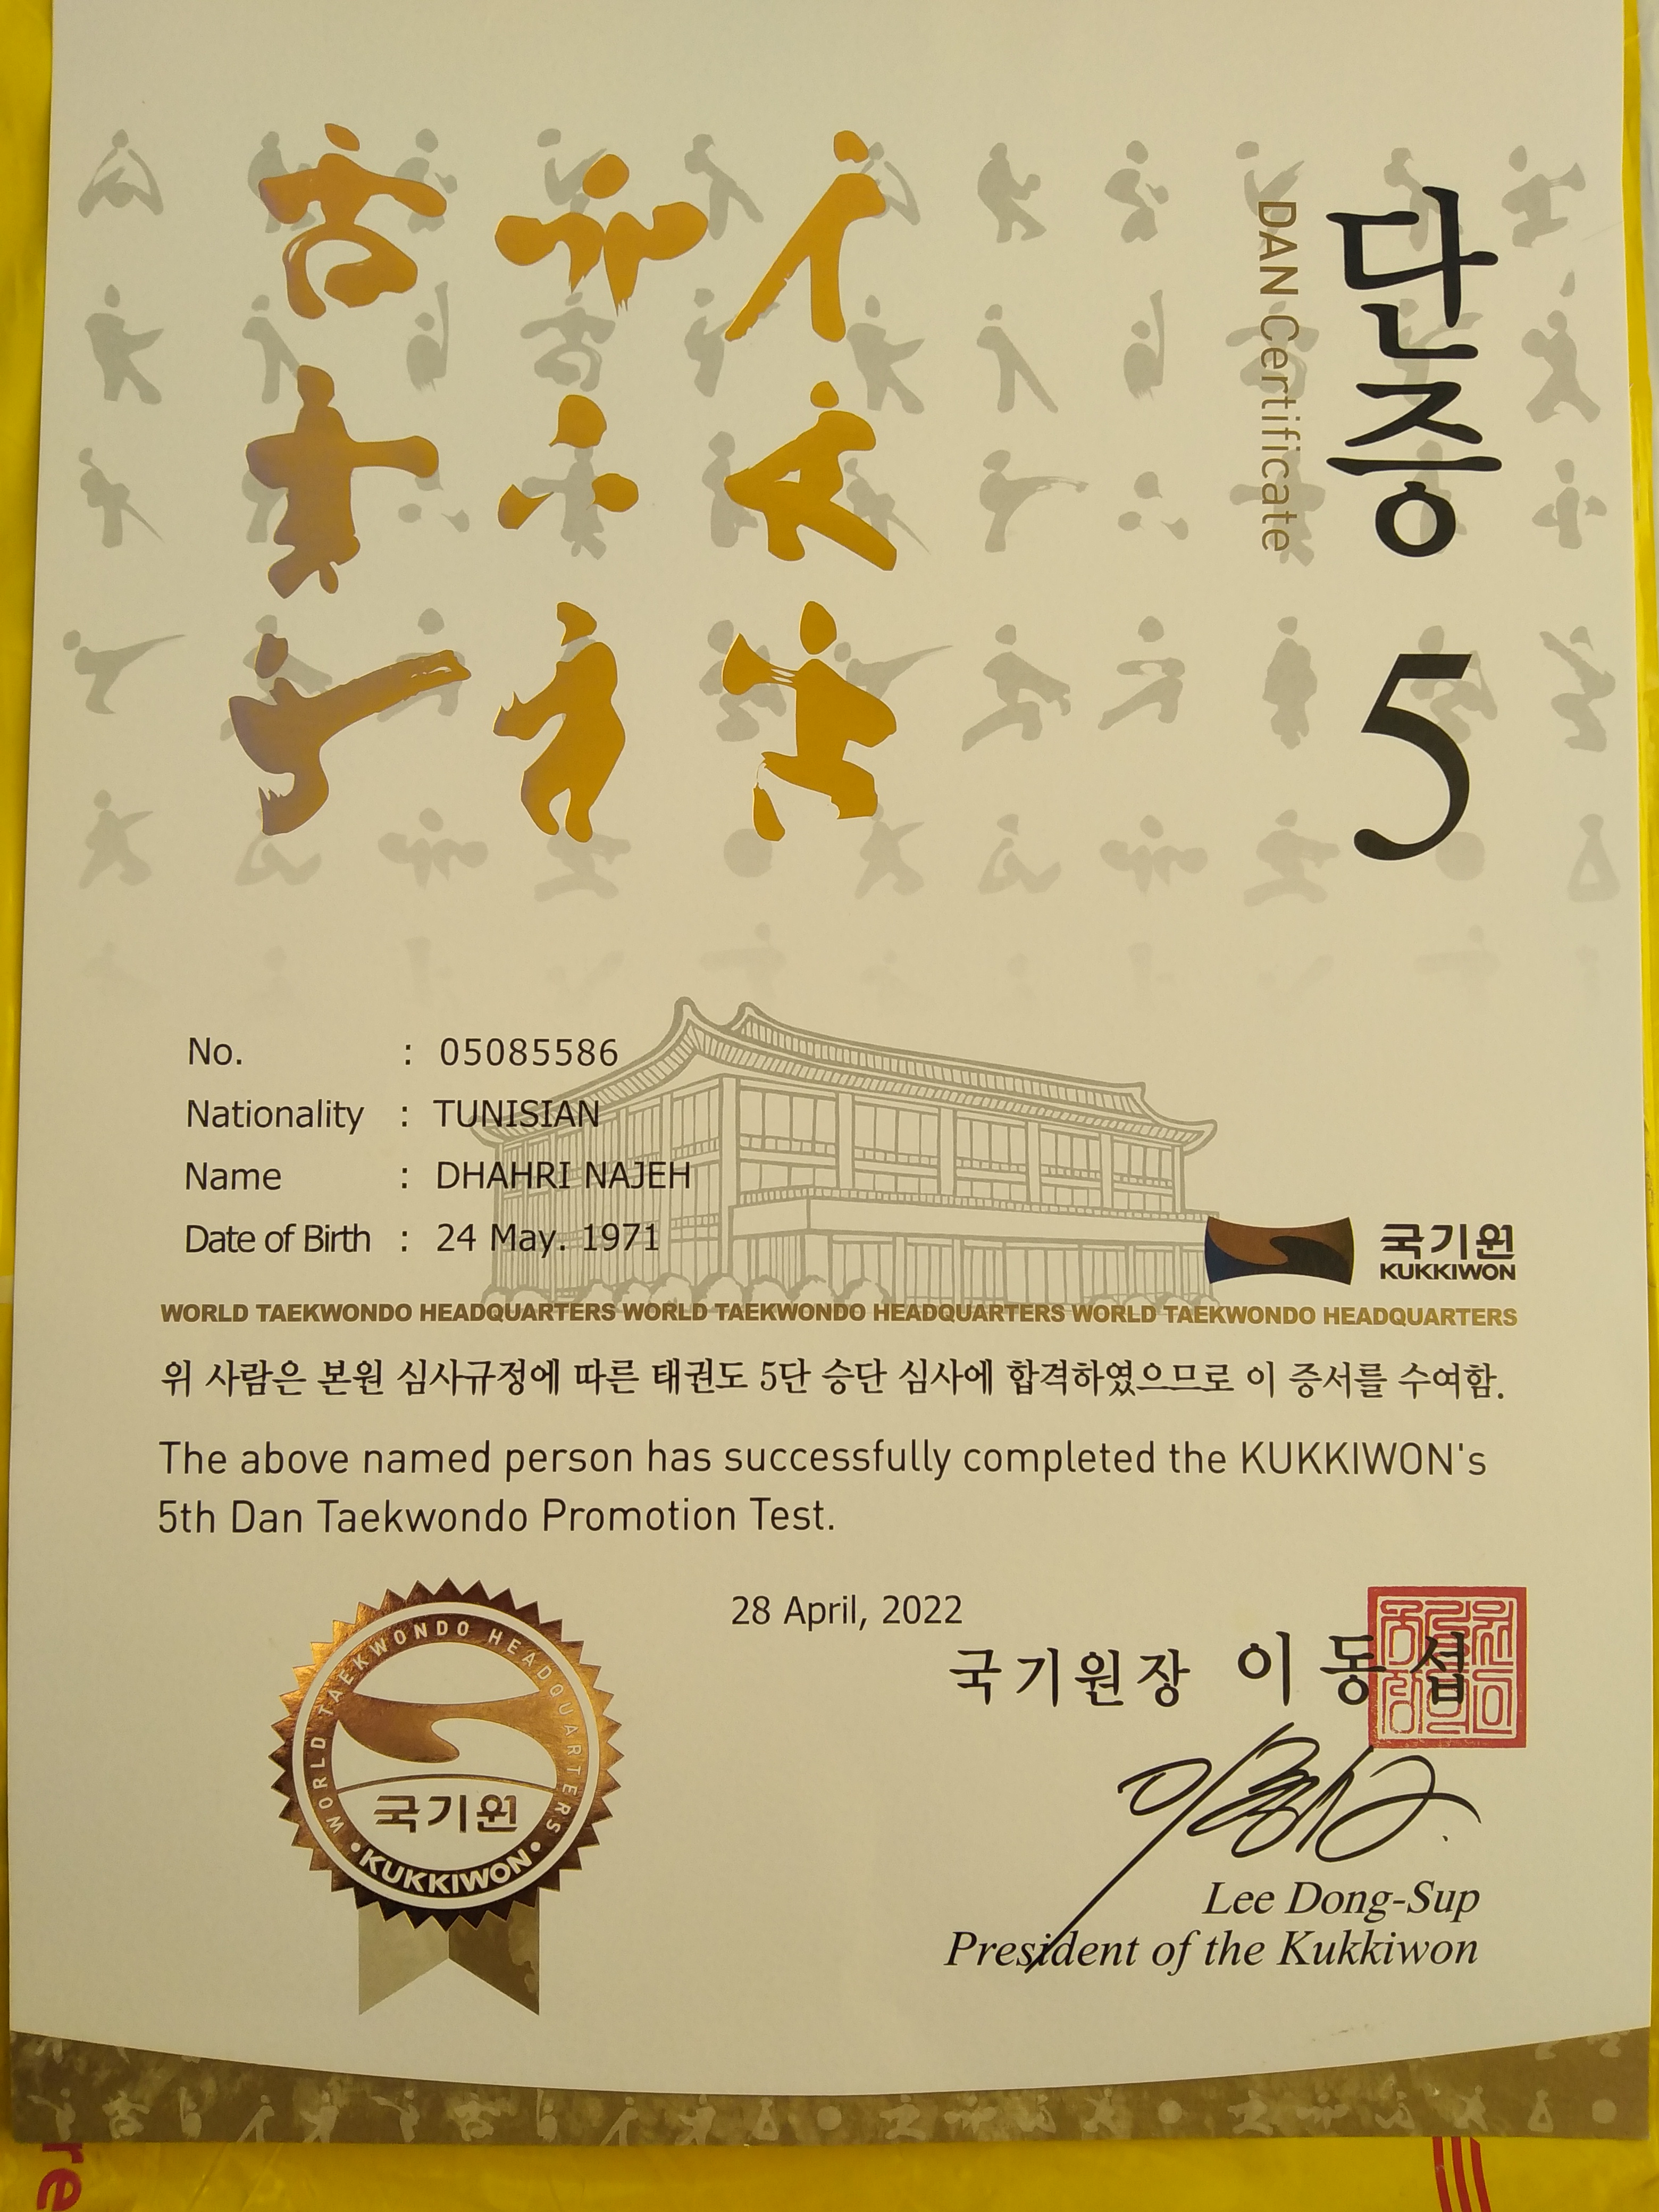 단증 5
DAN Certificate
No. : 05085586
Nationality : TUNISIAN
Name : DHAHRI NAJEH
Date of Birth : 24 May. 1971
국기원
KUKKIWON
WORLD TAEKWONDO HEADQUARTERS WORLD TAEKWONDO HEADQUARTERS WORLD TAEKWONDO HEADQUARTERS
위 사람은 본원 심사규정에 따른 태권도 5단 승단 심사에 합격하였으므로 이 증서를 수여함.
The above named person has successfully completed the KUKKIWON's
5th Dan Taekwondo Promotion Test.
28 April, 2022
국기원장 이동섭
WORLD TAEKWONDO HEADQUARTERS
국기원
KUKKIWON
Lee Dong-Sup
President of the Kukkiwon
re